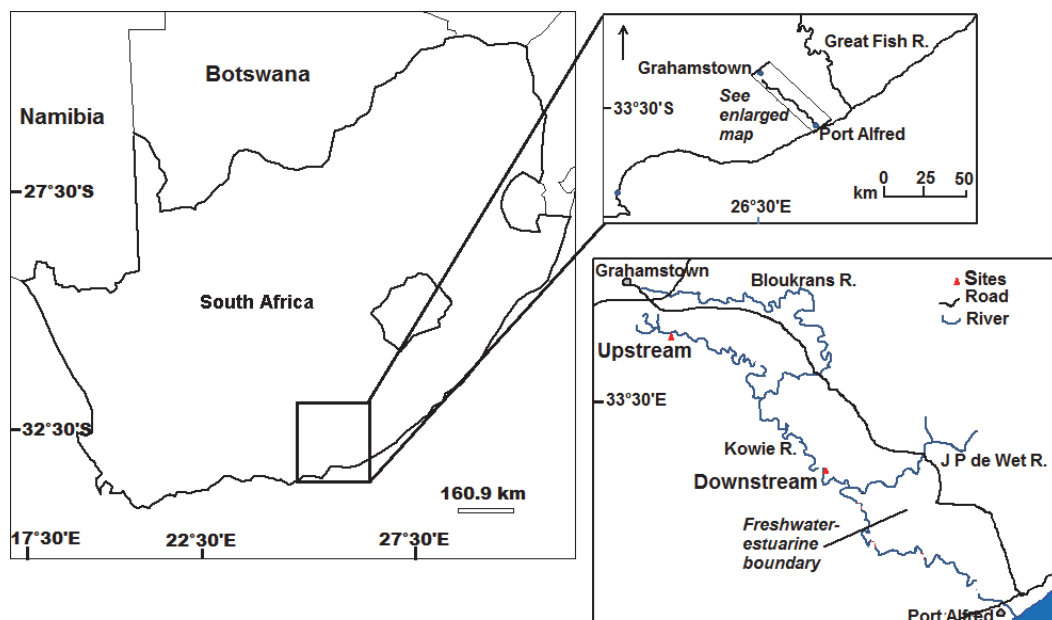 Botswana
Namibia
27°30'S
South Africa
32°30'S
160.9 km
17°30'E
22°30'E
27°30'E
Great Fish R.
Grahamstown
33°30'S
See
enlarged
map
Port Alfred
0 25 50
km
26°30'E
Grahamstown
Bloukrans R.
Sites
Road
River
Upstream
33°30'E
Kowie R.
J P de Wet R.
Downstream
Freshwater-
estuarine
boundary
Port Alfred